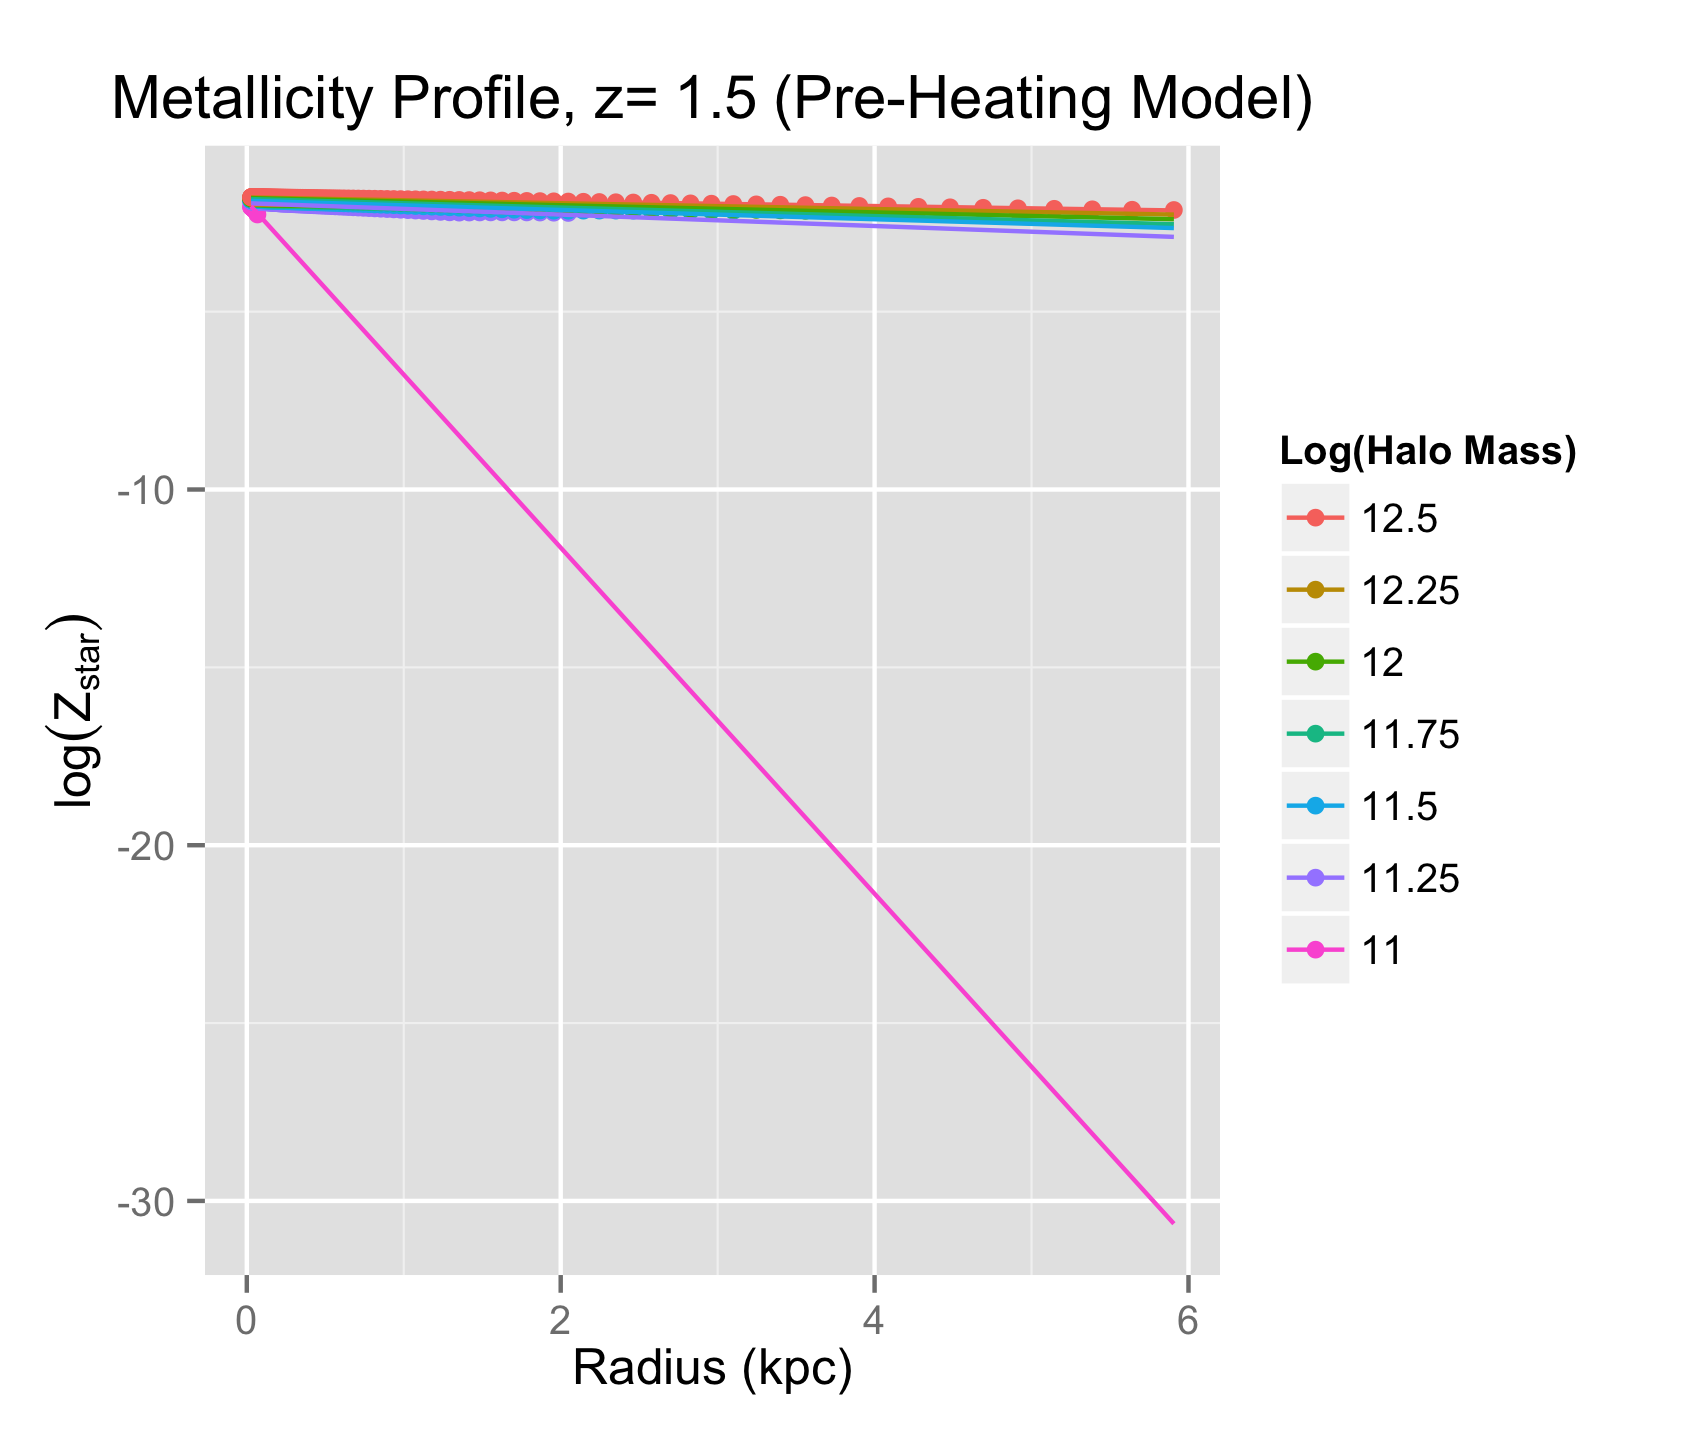 Metallicity Profile, z= 1.5 (Pre-Heating Model)
-10
-20
-30
log(Zstar)
0 2 4 6
Radius (kpc)
Log(Halo Mass)
12.5
12.25
12
11.75
11.5
11.25
11